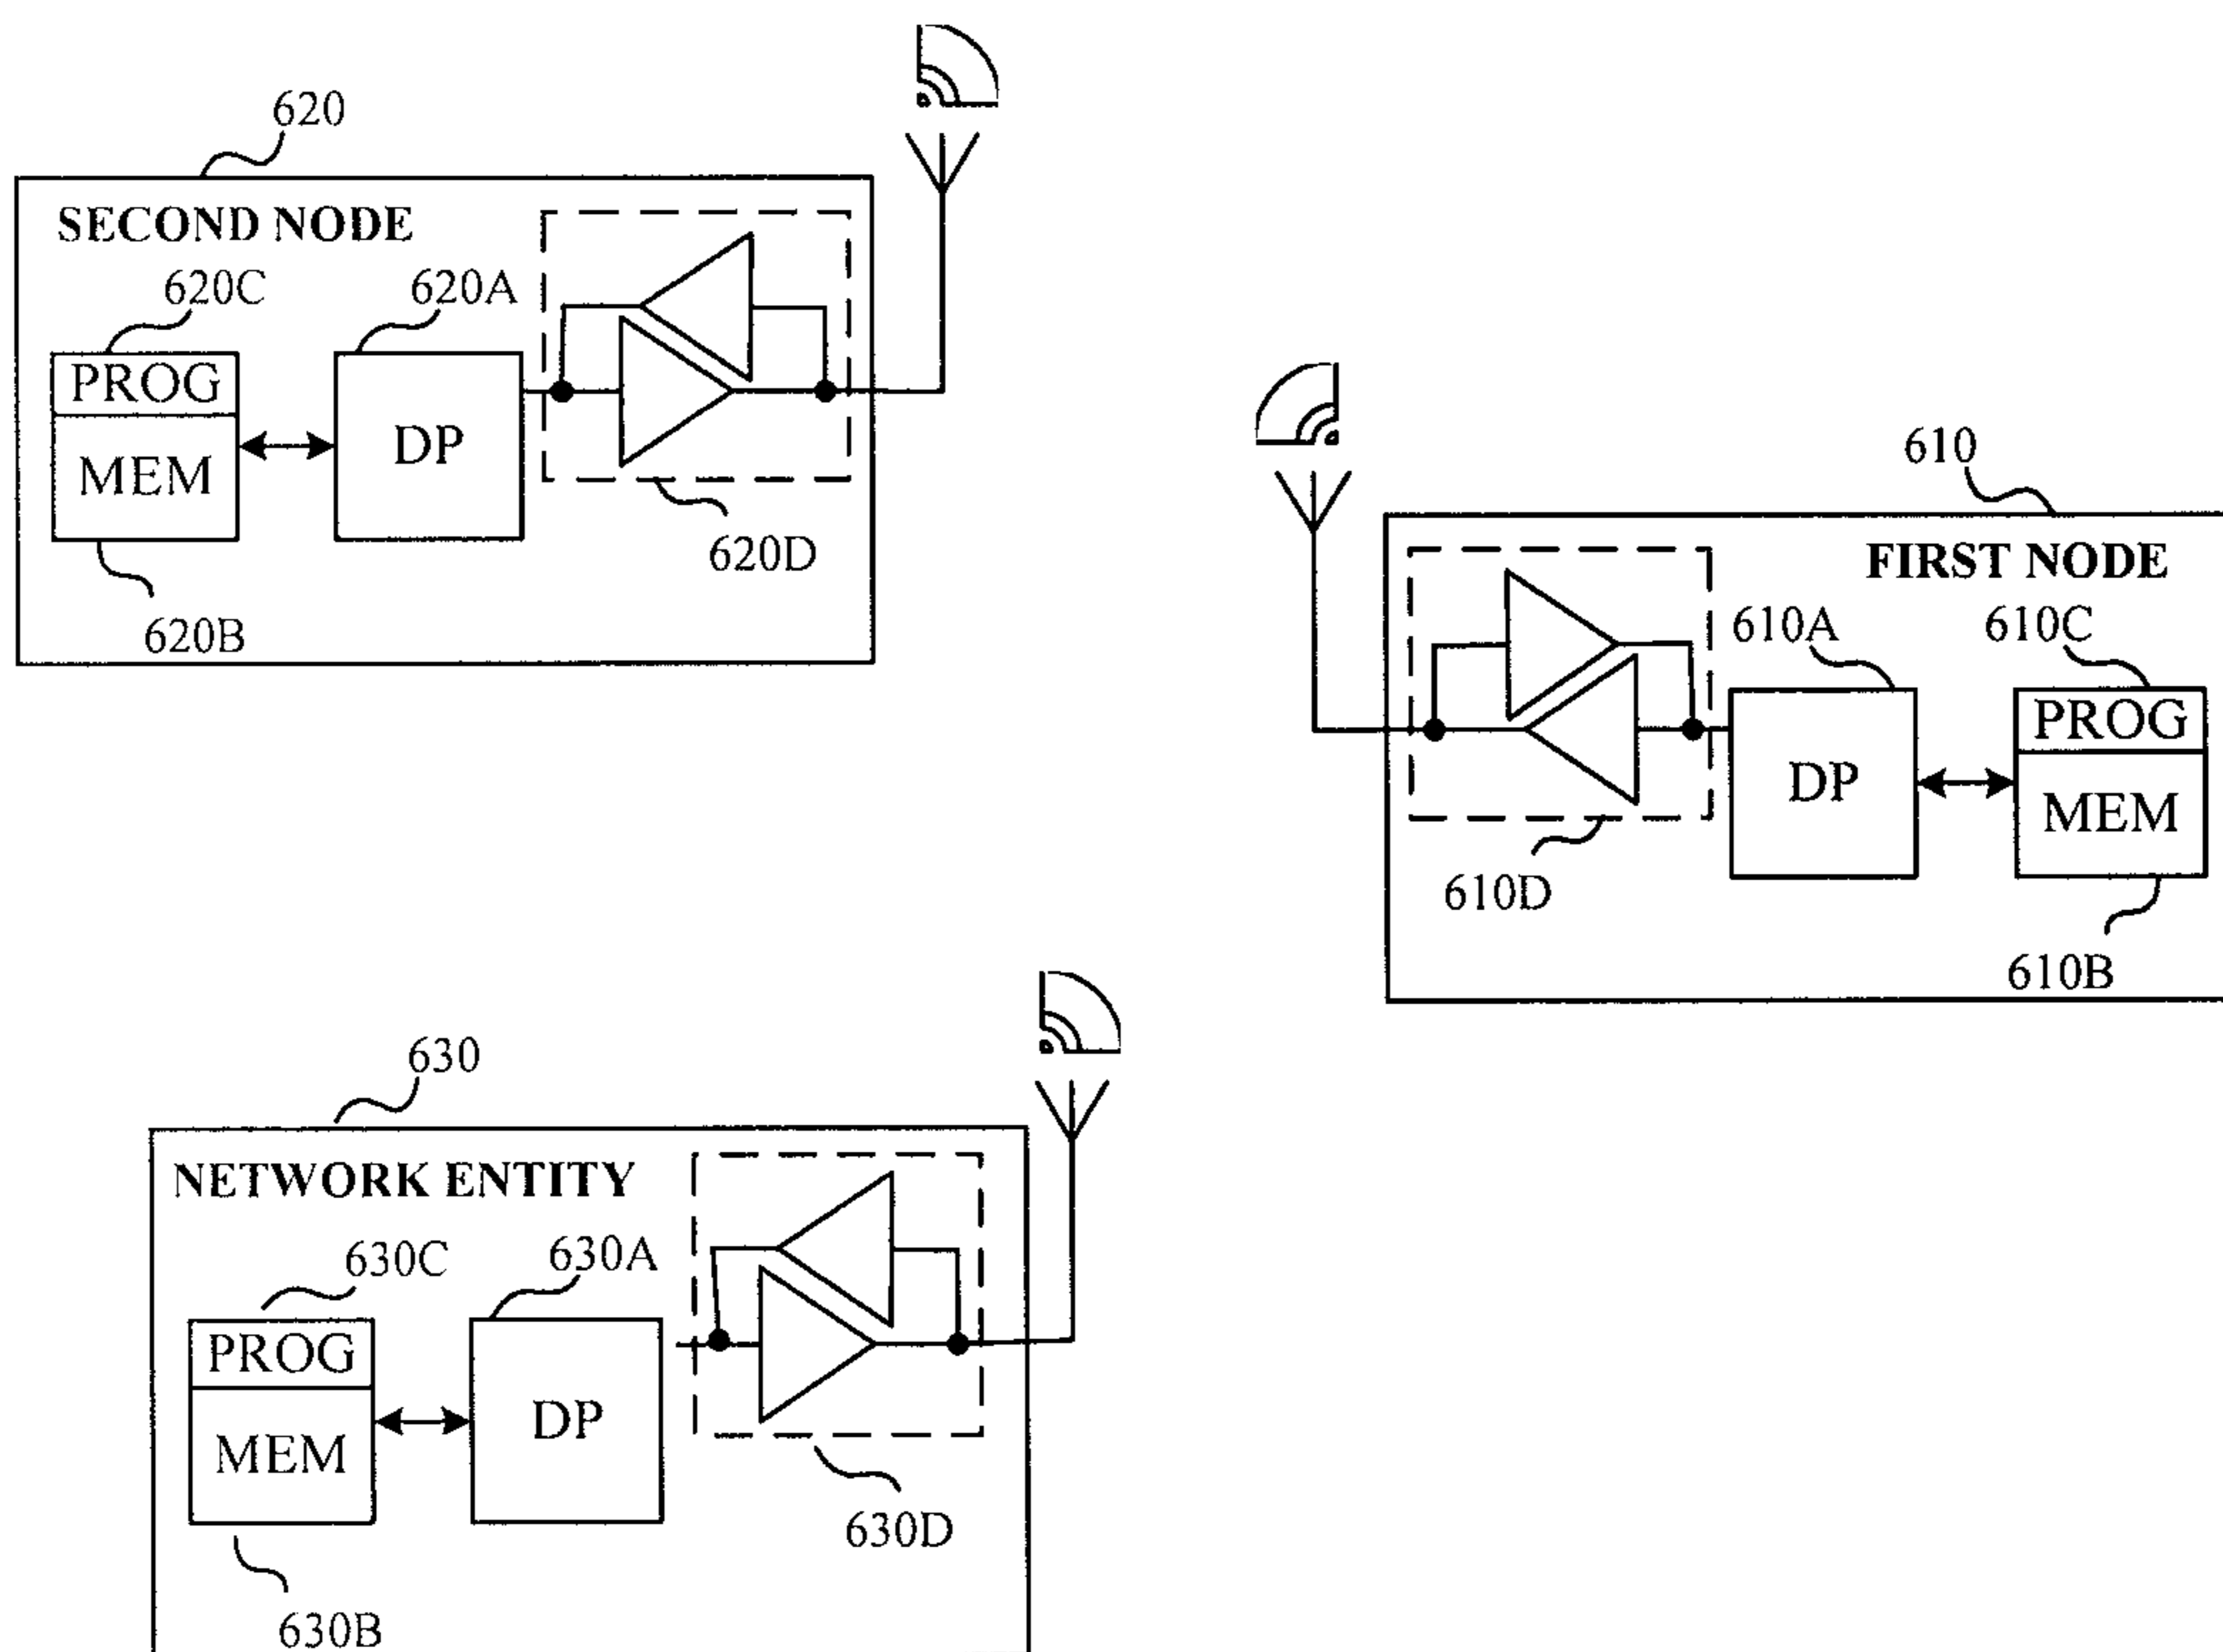 620
SECOND NODE
620C
620A
PROG
MEM
DP
620D
620B
610
FIRST NODE
610A
610C
PROG
DP
MEM
610D
610B
630
NETWORK ENTITY
630C
630A
PROG
MEM
DP
630D
630B